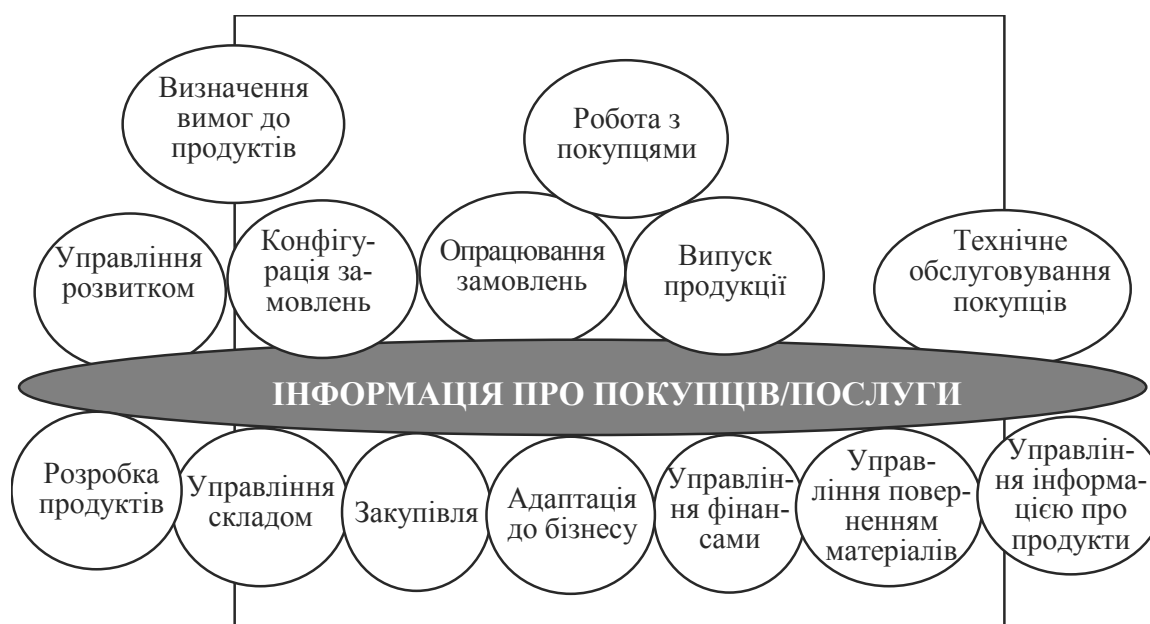 Визначення
вимог до
продуктів
Робота з
покупцями
Управління
розвитком
Конфігу-
рація за-
мовлень
Опрацювання
замовлень
Випуск
продукції
Технічне
обслуговування
покупців
ІНФОРМАЦІЯ ПРО ПОКУПЦІВ/ПОСЛУГИ
Розробка
продуктів
Управління
складом
Закупівля
Адаптація
до бізнесу
Управлін-
ня фінан-
сами
Управ-
ління повер-
ненням
матеріалів
Управлін-
ня інформа-
цією про
продукти